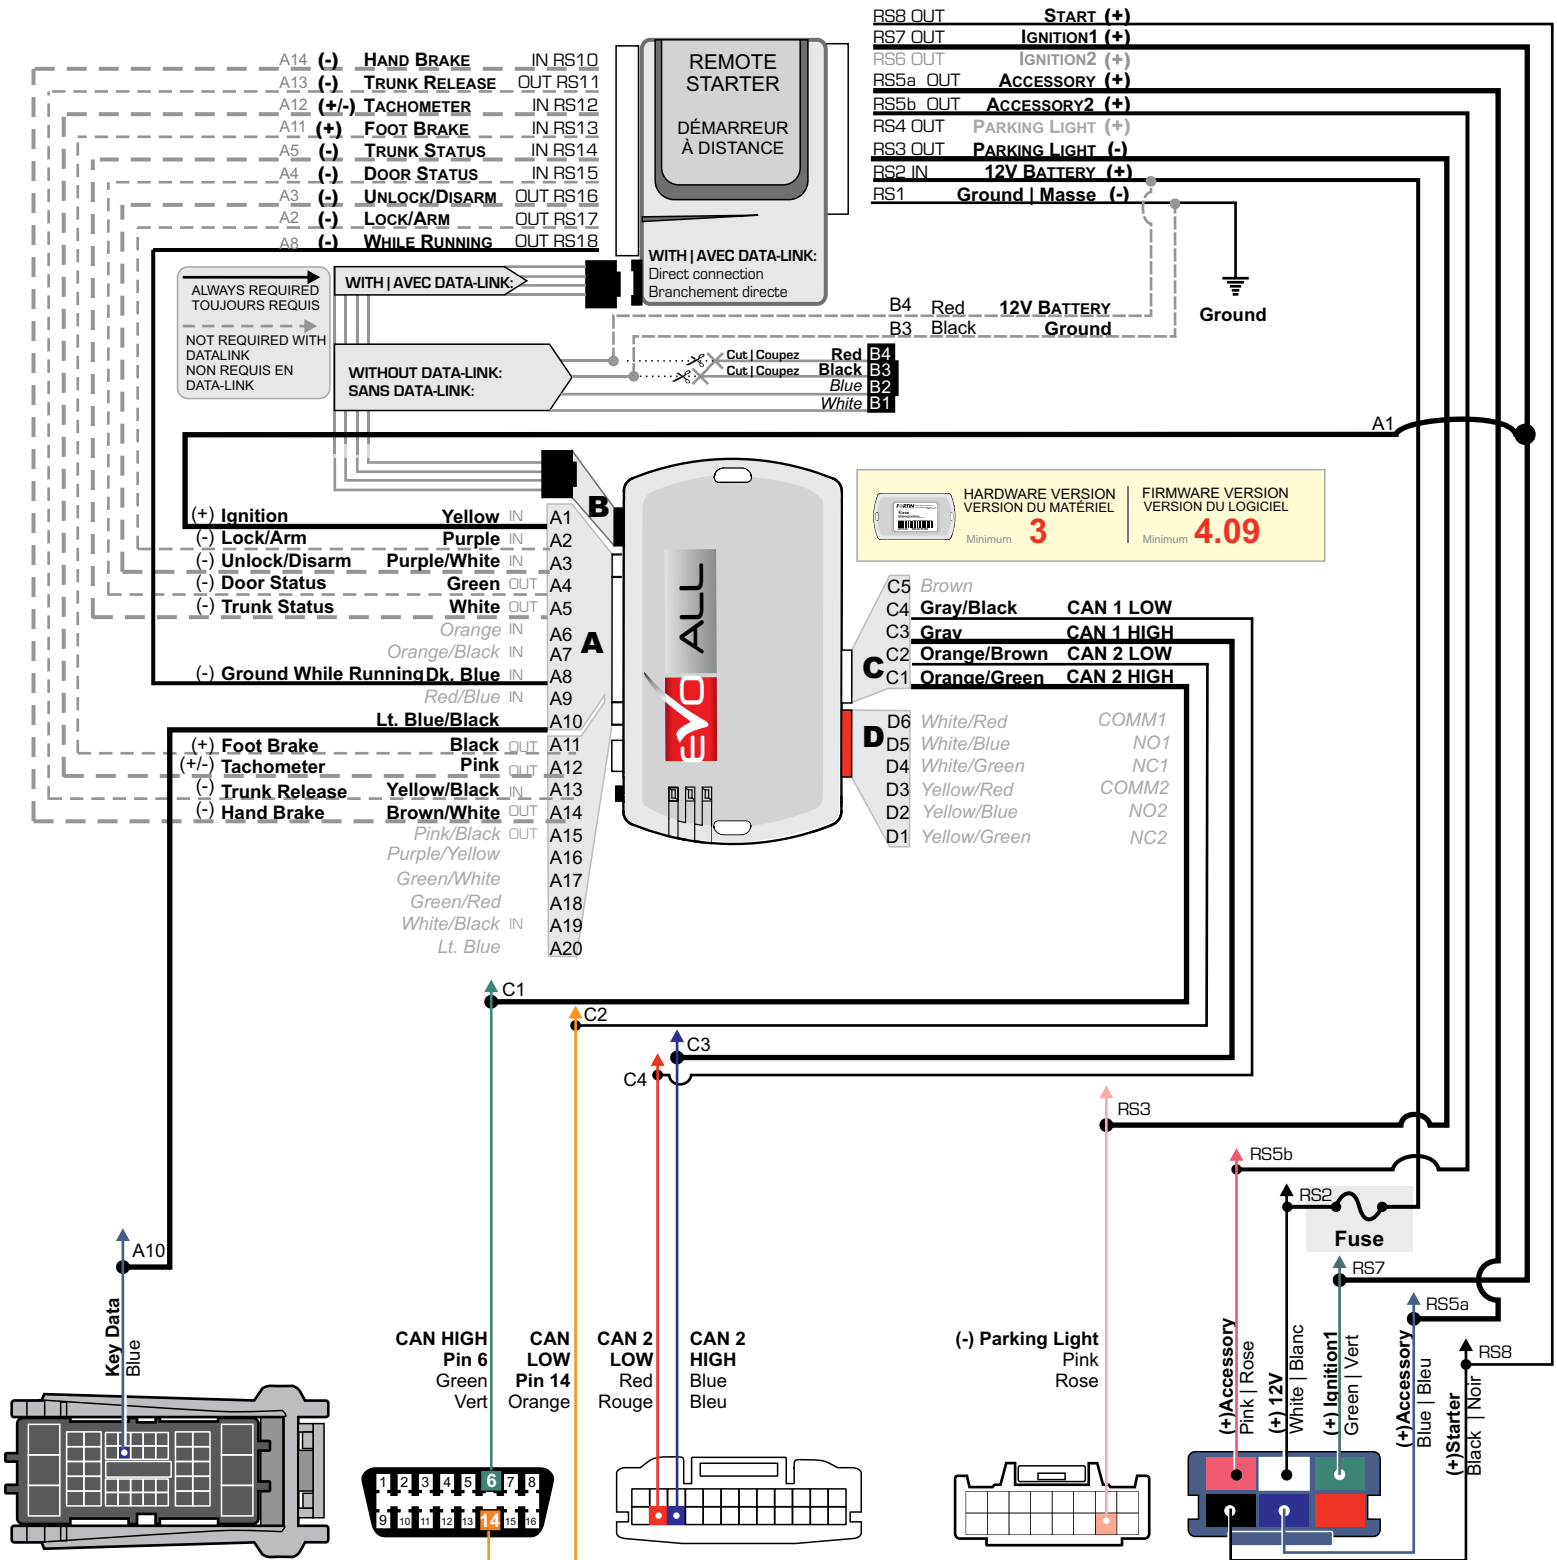 A14 (-) HAND BRAKE IN RS10
A13 (-) TRUNK RELEASE OUT RS11
A12 (+/-) TACHOMETER IN RS12
A11 (+) FOOT BRAKE IN RS13
A5 (-) TRUNK STATUS IN RS14
A4 (-) DOOR STATUS IN RS15
A3 (-) UNLOCK/DISARM OUT RS16
A2 (-) LOCK/ARM OUT RS17
A8 (-) WHILE RUNNING OUT RS18
REMOTE
STARTER
DÉMARREUR
À DISTANCE
WITH | AVEC DATA-LINK:
Direct connection
Branchement directe
RS8 OUT START (+)
RS7 OUT IGNITION1 (+)
RS6 OUT IGNITION2 (+)
RS5a OUT ACCESSORY (+)
RS5b OUT ACCESSORY2 (+)
RS4 OUT PARKING LIGHT (+)
RS3 OUT PARKING LIGHT (-)
RS2 IN 12V BATTERY (+)
RS1 Ground | Masse (-)
Ground
ALWAYS REQUIRED
TOUJOURS REQUIS
NOT REQUIRED WITH
DATALINK
NON REQUIS EN
DATA-LINK
WITH | AVEC DATA-LINK:
WITHOUT DATA-LINK:
SANS DATA-LINK:
B4 Red 12V BATTERY
B3 Black Ground
Cut | Coupez Red B4
Cut | Coupez Black B3
Blue B2
White B1
A1
HARDWARE VERSION
VERSION DU MATÉRIEL
Minimum 3
FIRMWARE VERSION
VERSION DU LOGICIEL
Minimum 4.09
FORTIN
B
A
C
D
EVO ALL
(+) Ignition Yellow IN A1
(-) Lock/Arm Purple IN A2
(-) Unlock/Disarm Purple/White IN A3
(-) Door Status Green OUT A4
(-) Trunk Status White OUT A5
Orange IN A6
Orange/Black IN A7
(-) Ground While Running Dk. Blue IN A8
Red/Blue IN A9
Lt. Blue/Black A10
(+) Foot Brake Black OUT A11
(+/-) Tachometer Pink OUT A12
(-) Trunk Release Yellow/Black IN A13
(-) Hand Brake Brown/White OUT A14
Pink/Black OUT A15
Purple/Yellow A16
Green/White A17
Green/Red A18
White/Black IN A19
Lt. Blue A20
C5 Brown
C4 Gray/Black CAN 1 LOW
C3 Gray CAN 1 HIGH
C2 Orange/Brown CAN 2 LOW
C1 Orange/Green CAN 2 HIGH
D6 White/Red COMM1
D5 White/Blue NO1
D4 White/Green NC1
D3 Yellow/Red COMM2
D2 Yellow/Blue NO2
D1 Yellow/Green NC2
C1
C2
C3
C4
RS3
RS5b
RS2
Fuse
RS7
RS5a
RS8
A10
Key Data
Blue
CAN HIGH
Pin 6
Green
Vert
CAN
LOW
Pin 14
Orange
CAN 2
LOW
Red
Rouge
CAN 2
HIGH
Blue
Bleu
(-) Parking Light
Pink
Rose
(+)Accessory
Pink | Rose
(+) 12V
White | Blanc
(+) Ignition1
Green | Vert
(+)Accessory
Blue | Bleu
(+)Starter
Black | Noir
1 2 3 4 5 6 7 8
9 10 11 12 13 14 15 16